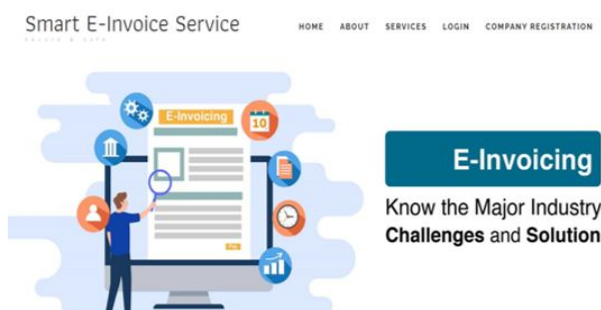 Smart E-Invoice Service
HOME ABOUT SERVICES LOGIN COMPANY REGISTRATION
E-Invoicing
10
E-Invoicing
Know the Major Industry
Challenges and Solution